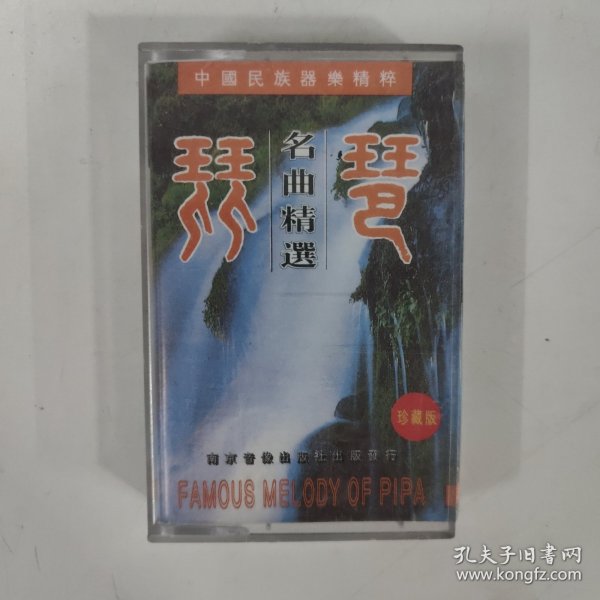 中國民族器樂精粹
琵琶
名曲精選
珍藏版
南京音像出版社出版發行
FAMOUS MELODY OF PIPA
孔夫子旧书网
www.kongfz.com